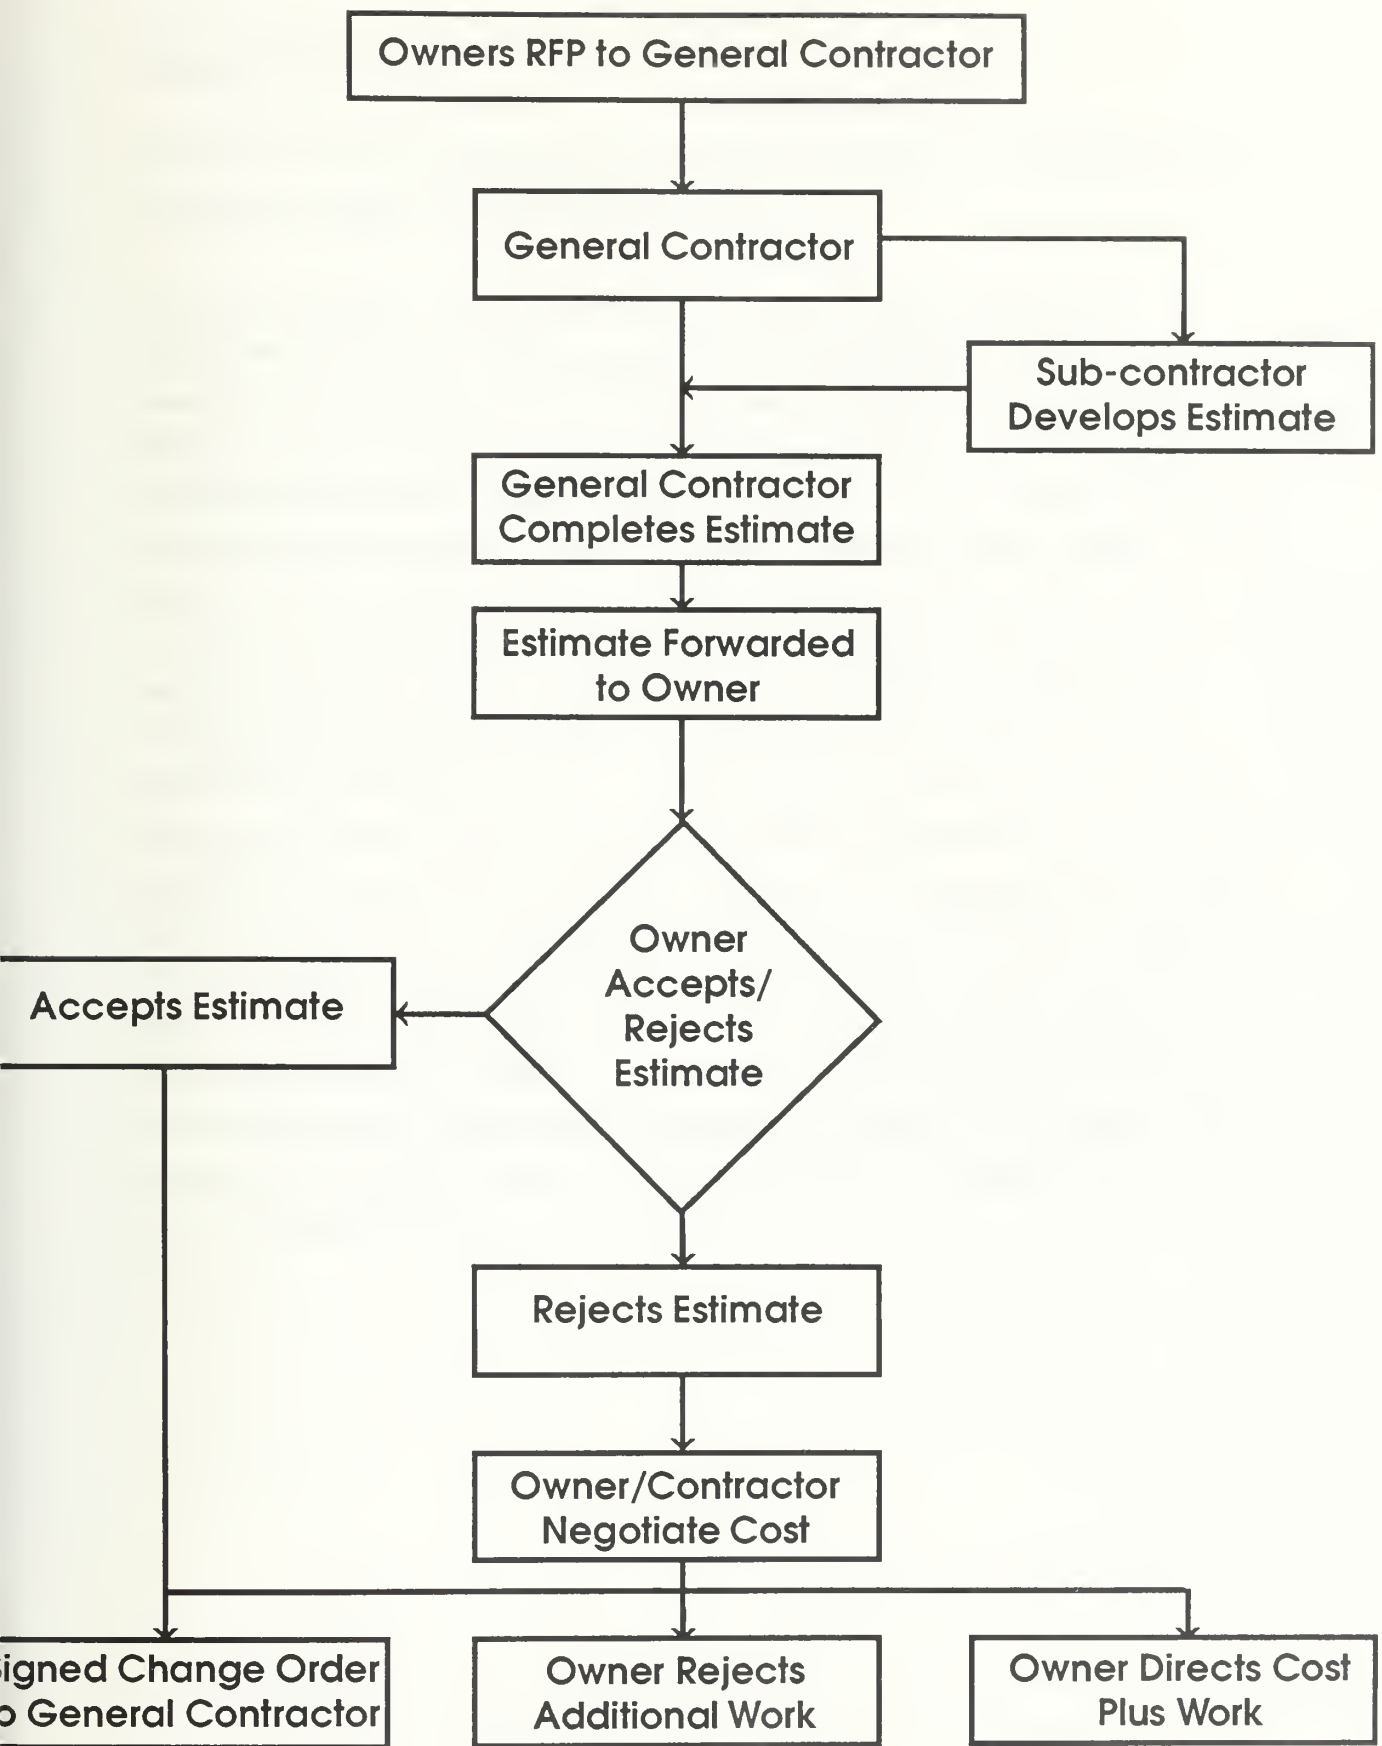 Owners RFP to General Contractor
General Contractor
Sub-contractor
Develops Estimate
General Contractor
Completes Estimate
Estimate Forwarded
to Owner
Owner
Accepts/
Rejects
Estimate
Accepts Estimate
Rejects Estimate
Owner/Contractor
Negotiate Cost
igned Change Order
o General Contractor
Owner Rejects
Additional Work
Owner Directs Cost
Plus Work